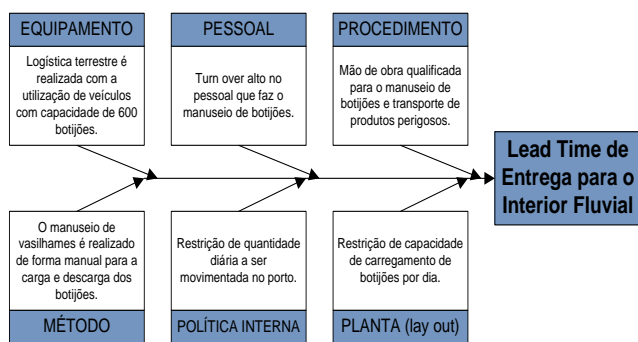 EQUIPAMENTO
Logística terrestre é
realizada com a
utilização de veículos
com capacidade de 600
botijões.
PESSOAL
Turn over alto no
pessoal que faz o
manuseio de botijões.
PROCEDIMENTO
Mão de obra qualificada
para o manuseio de
botijões e transporte de
produtos perigosos.
Lead Time de
Entrega para o
Interior Fluvial
O manuseio de
vasilhames é realizado
de forma manual para a
carga e descarga dos
botijões.
MÉTODO
Restrição de quantidade
diária a ser
movimentada no porto.
POLÍTICA INTERNA
Restrição de capacidade
de carregamento de
botijões por dia.
PLANTA (lay out)